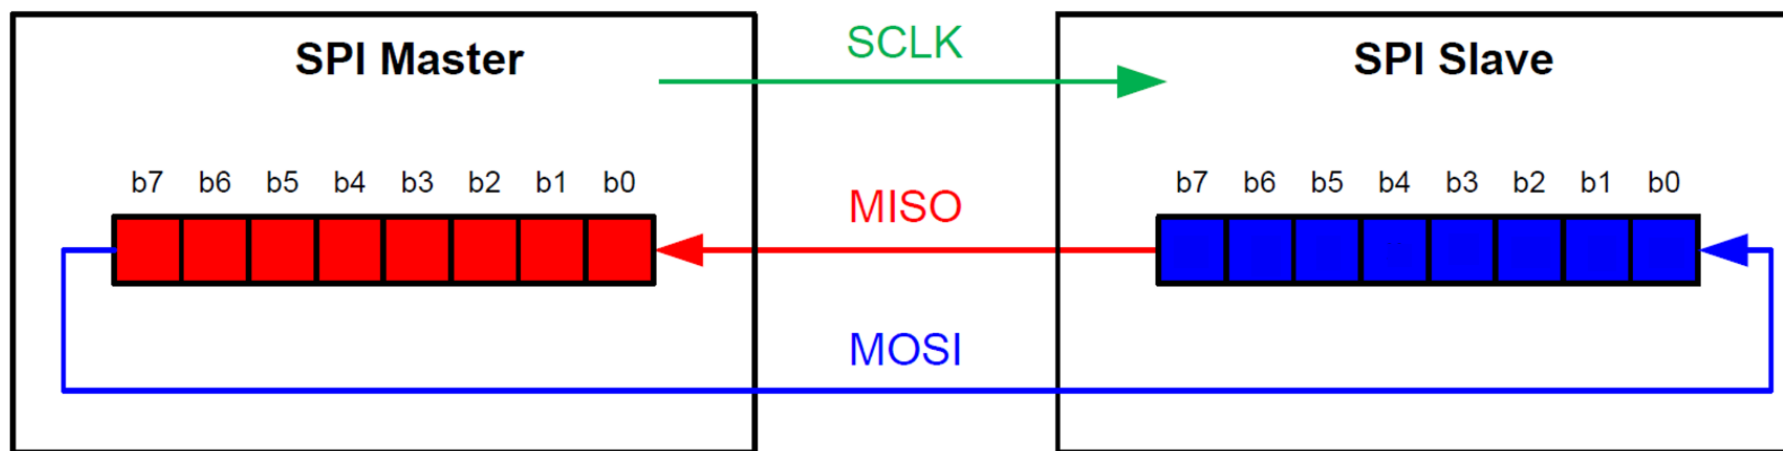 SPI Master
SCLK
SPI Slave
b7 b6 b5 b4 b3 b2 b1 b0
MISO
b7 b6 b5 b4 b3 b2 b1 b0
MOSI